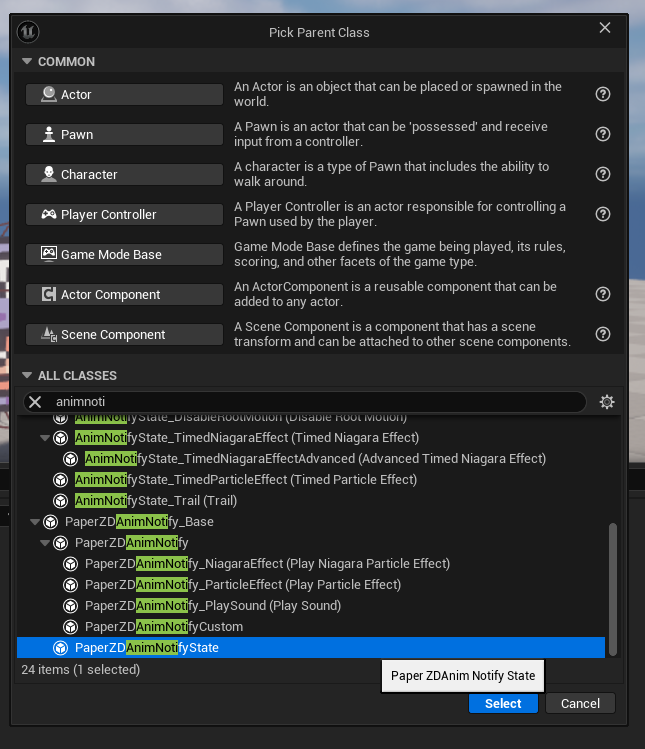 Pick Parent Class
COMMON
Actor
An Actor is an object that can be placed or spawned in the
world.
Pawn
A Pawn is an actor that can be 'possessed' and receive
input from a controller.
Character
A character is a type of Pawn that includes the ability to
walk around.
Player Controller
A Player Controller is an actor responsible for controlling a
Pawn used by the player.
Game Mode Base
Game Mode Base defines the game being played, its rules,
scoring, and other facets of the game type.
Actor Component
An ActorComponent is a reusable component that can be
added to any actor.
Scene Component
A Scene Component is a component that has a scene
transform and can be attached to other scene components.
ALL CLASSES
animnoti
AnimNotifyState_DisableRootMotion (Disable Root Motion)
AnimNotifyState_TimedNiagaraEffect (Timed Niagara Effect)
AnimNotifyState_TimedNiagaraEffectAdvanced (Advanced Timed Niagara Effect)
AnimNotifyState_TimedParticleEffect (Timed Particle Effect)
AnimNotifyState_Trail (Trail)
PaperZDAnimNotify_Base
PaperZDAnimNotify
PaperZDAnimNotify_NiagaraEffect (Play Niagara Particle Effect)
PaperZDAnimNotify_ParticleEffect (Play Particle Effect)
PaperZDAnimNotify_PlaySound (Play Sound)
PaperZDAnimNotifyCustom
PaperZDAnimNotifyState
24 items (1 selected)
Paper ZDAnim Notify State
Select
Cancel